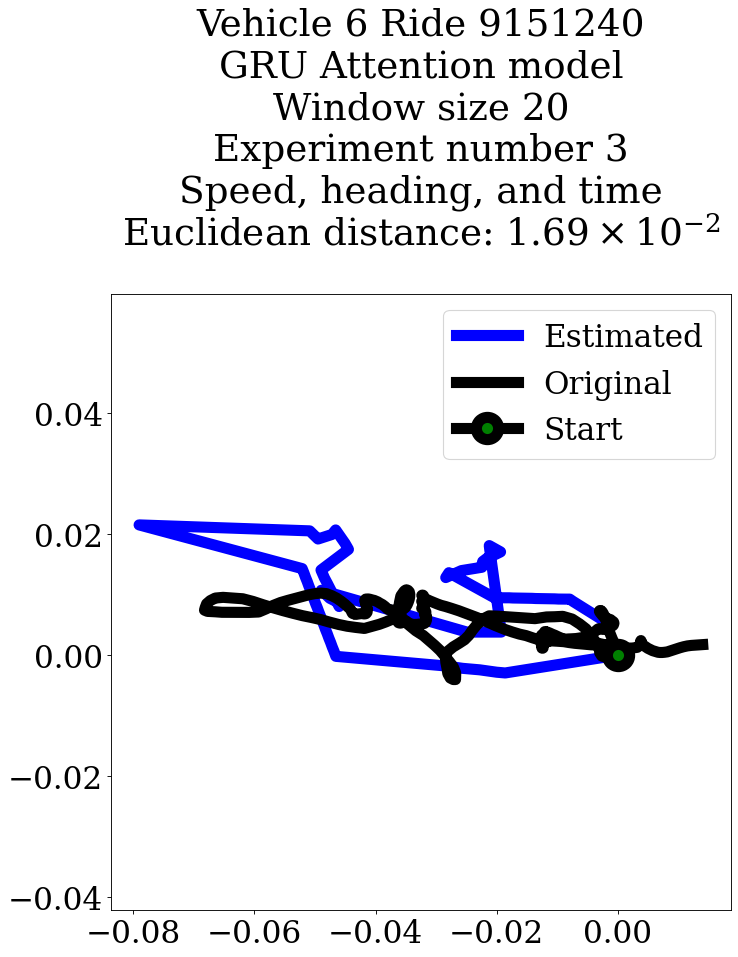 Vehicle 6 Ride 9151240
GRU Attention model
Window size 20
Experiment number 3
Speed, heading, and time
Euclidean distance: 1.69 × 10⁻²
Estimated
Original
Start
0.04
0.02
0.00
−0.02
−0.04
−0.08 −0.06 −0.04 −0.02 0.00